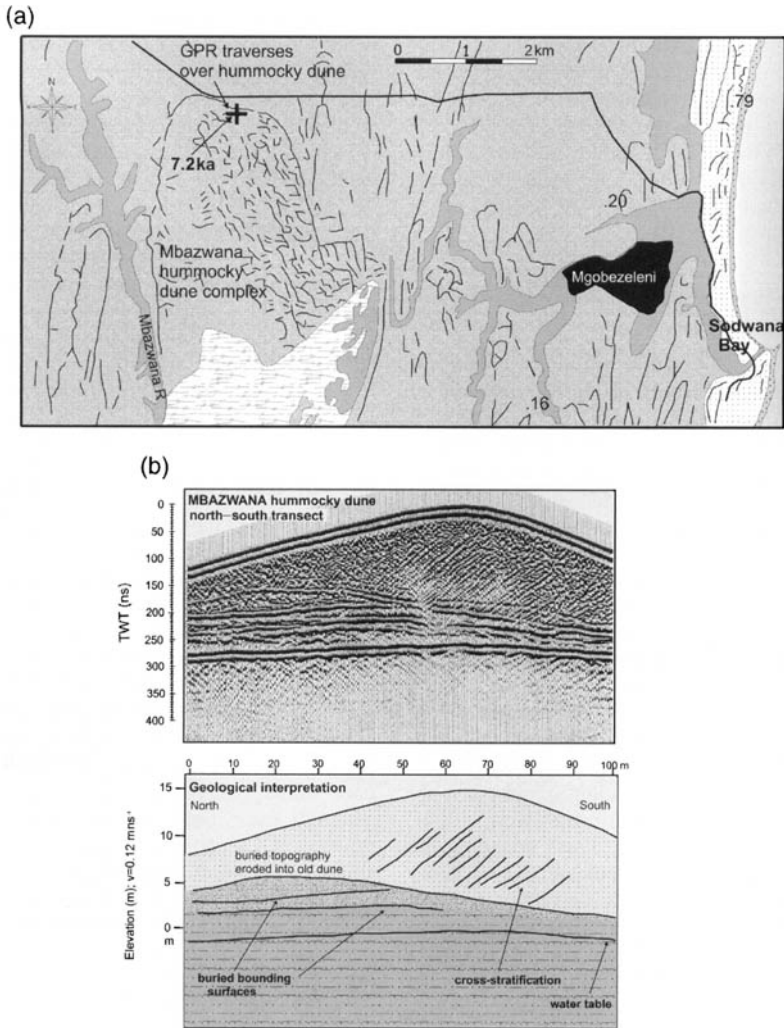 (a)
GPR traverses
over hummocky dune
0 1 2km
N
.79
7.2ka
.20
Mbazwana
hummocky
dune complex
Mgobezeleni
Mbazwana R
Sodwana
Bay
.16
(b)
MBAZWANA hummocky dune
north–south transect
0
50
100
150
200
250
300
350
400
TWT (ns)
0 10 20 30 40 50 60 70 80 90 100 m
Geological interpretation
North
South
15
10
5
0
m
Elevation (m); v=0.12 mns⁻
buried topography
eroded into old dune
buried bounding
surfaces
cross-stratification
water table